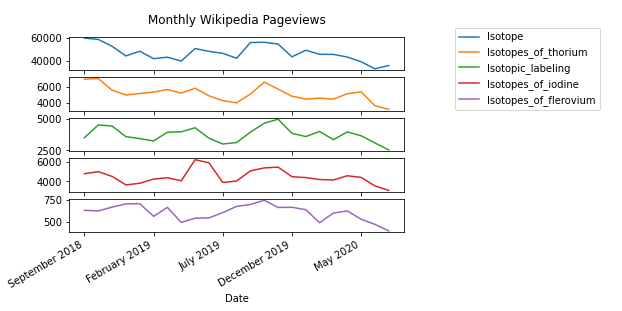 Monthly Wikipedia Pageviews
Isotope
Isotopes_of_thorium
Isotopic_labeling
Isotopes_of_iodine
Isotopes_of_flerovium
60000
40000
6000
4000
5000
2500
6000
4000
750
500
September 2018
February 2019
July 2019
December 2019
May 2020
Date